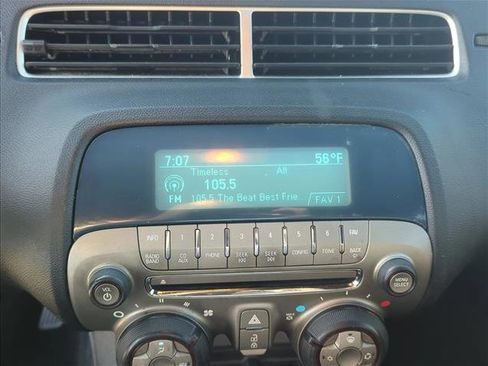 7:07 56°F
Timeless All
105.5
FM 105.5 The Beat Best Frie FAV 1
INFO 1 2 3 4 5 6 FAV
RADIO BAND CD AUX PHONE SEEK SEEK CONFIG TONE BACK
VOL
MENU SELECT